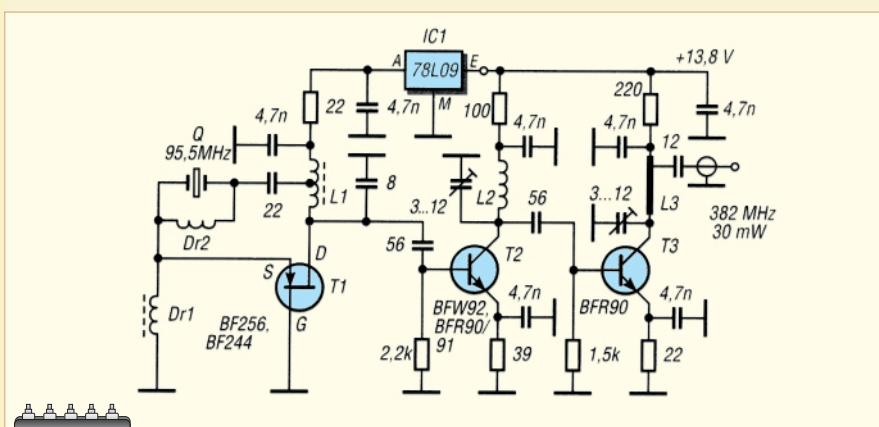 IC1
A
78L09
E
M
+13,8 V
22
4,7n
100
4,7n
220
4,7n
4,7n
4,7n
12
Q
95,5MHz
22
L1
8
3...12
L2
56
3...12
L3
382 MHz
30 mW
Dr2
56
S
D
T1
G
T2
T3
Dr1
BF256,
BF244
BFW92,
BFR90/
91
4,7n
BFR90
4,7n
2,2k
39
1,5k
22